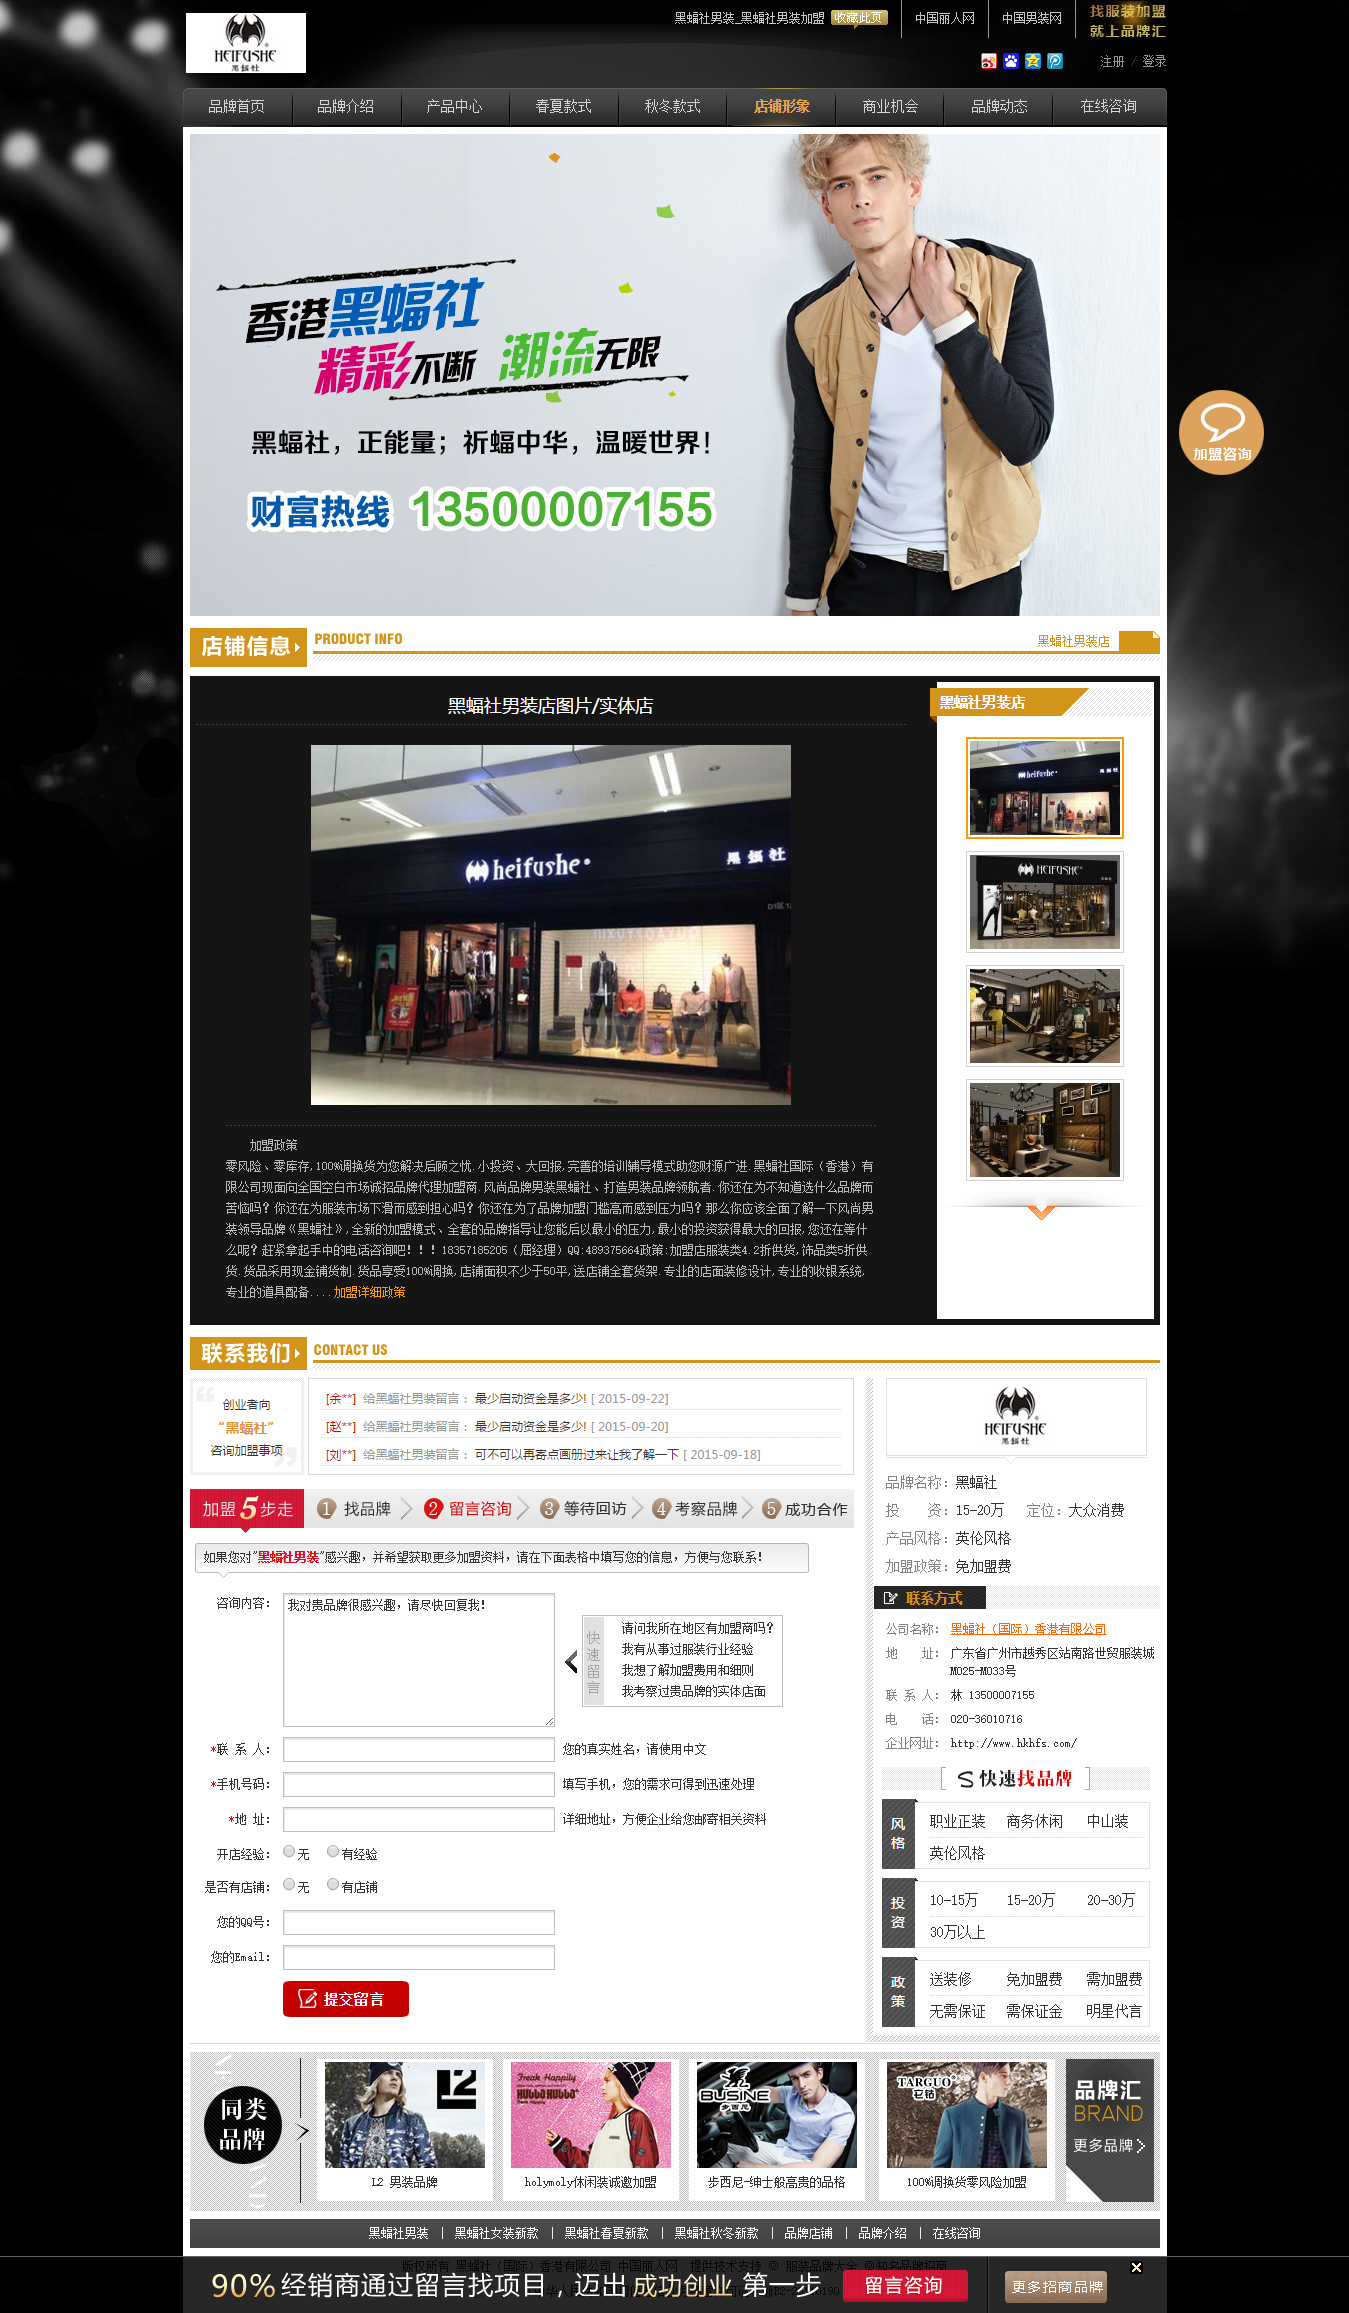 HEIFUSHE
黑蝠社
黑蝠社男装_黑蝠社男装加盟 收藏此页 中国丽人网 中国男装网
找服装加盟
就上品牌汇
注册 / 登录
品牌首页 品牌介绍 产品中心 春夏款式 秋冬款式 店铺形象 商业机会 品牌动态 在线咨询
香港黑蝠社
精彩不断 潮流无限
黑蝠社，正能量；祈蝠中华，温暖世界！
财富热线 13500007155
加盟咨询
店铺信息 PRODUCT INFO 黑蝠社男装店
黑蝠社男装店图片/实体店
黑蝠社男装店
heifushe
黑蝠社
HEIFUSHE
加盟政策
零风险、零库存,100%调换货为您解决后顾之忧.小投资、大回报,完善的培训辅导模式助您财源广进.黑蝠社国际（香港）有
限公司现面向全国空白市场诚招品牌代理加盟商.风尚品牌男装黑蝠社、打造男装品牌领航者.你还在为不知道选什么品牌而
苦恼吗？你还在为服装市场下滑而感到担心吗？你还在为了品牌加盟门槛高而感到压力吗？那么你应该全面了解一下风尚男
装领导品牌《黑蝠社》,全新的加盟模式、全套的品牌指导让您能后以最小的压力,最小的投资获得最大的回报,您还在等什
么呢？赶紧拿起手中的电话咨询吧！！！18357185205（屈经理）QQ:489375664政策:加盟店服装类4.2折供货,饰品类5折供
货.货品采用现金铺货制.货品享受100%调换,店铺面积不少于50平,送店铺全套货架.专业的店面装修设计,专业的收银系统,
专业的道具配备....加盟详细政策
联系我们 CONTACT US
创业者向
“黑蝠社”
咨询加盟事项
[余**] 给黑蝠社男装留言： 最少启动资金是多少! [ 2015-09-22]
[赵**] 给黑蝠社男装留言： 最少启动资金是多少! [ 2015-09-20]
[刘**] 给黑蝠社男装留言： 可不可以再寄点画册过来让我了解一下 [ 2015-09-18]
加盟5步走 1 找品牌 2 留言咨询 3 等待回访 4 考察品牌 5 成功合作
如果您对"黑蝠社男装"感兴趣，并希望获取更多加盟资料，请在下面表格中填写您的信息，方便与您联系！
咨询内容： 我对贵品牌很感兴趣，请尽快回复我！
快速留言
请问我所在地区有加盟商吗？
我有从事过服装行业经验
我想了解加盟费用和细则
我考察过贵品牌的实体店面
*联 系 人： 您的真实姓名，请使用中文
*手机号码： 填写手机，您的需求可得到迅速处理
*地 址： 详细地址，方便企业给您邮寄相关资料
开店经验： 无 有经验
是否有店铺： 无 有店铺
您的QQ号：
您的Email：
提交留言
HEIFUSHE
黑蝠社
品牌名称：黑蝠社
投 资：15-20万 定位：大众消费
产品风格：英伦风格
加盟政策：免加盟费
联系方式
公司名称： 黑蝠社（国际）香港有限公司
地 址： 广东省广州市越秀区站南路世贸服装城
M025-M033号
联 系 人： 林 13500007155
电 话： 020-36010716
企业网址： http://www.hkhfs.com/
快速找品牌
风格 职业正装 商务休闲 中山装
英伦风格
投资 10-15万 15-20万 20-30万
30万以上
政策 送装修 免加盟费 需加盟费
无需保证 需保证金 明星代言
同类
品牌
L2
Freak Happily
HUBBA HUBBA
BUSINE
步西尼
TARGUO
它钴
L2 男装品牌 holymoly休闲装诚邀加盟 步西尼-绅士般高贵的品格 100%调换货零风险加盟
品牌汇
BRAND
更多品牌
黑蝠社男装 | 黑蝠社女装新款 | 黑蝠社春夏新款 | 黑蝠社秋冬新款 | 品牌店铺 | 品牌介绍 | 在线咨询
版权所有 黑蝠社（国际）香港有限公司 中国丽人网 提供技术支持 @ 服装品牌大全 @知名品牌招商
90% 经销商通过留言找项目，迈出 成功创业 第一步 留言咨询 更多招商品牌